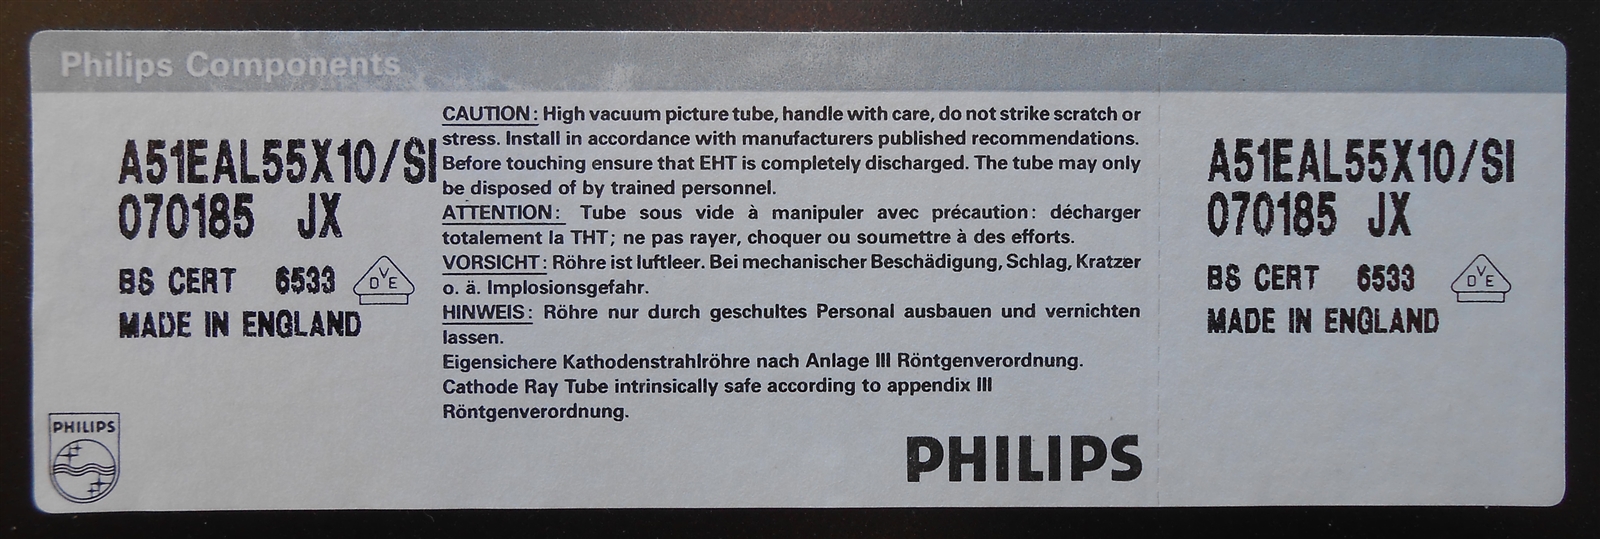 Philips Components
A51EAL55X10/SI
070185 JX
BS CERT 6533
VDE
MADE IN ENGLAND
PHILIPS
CAUTION: High vacuum picture tube, handle with care, do not strike scratch or
stress. Install in accordance with manufacturers published recommendations.
Before touching ensure that EHT is completely discharged. The tube may only
be disposed of by trained personnel.
ATTENTION: Tube sous vide à manipuler avec précaution: décharger
totalement la THT; ne pas rayer, choquer ou soumettre à des efforts.
VORSICHT: Röhre ist luftleer. Bei mechanischer Beschädigung, Schlag, Kratzer
o. ä. Implosionsgefahr.
HINWEIS: Röhre nur durch geschultes Personal ausbauen und vernichten
lassen.
Eigensichere Kathodenstrahlröhre nach Anlage III Röntgenverordnung.
Cathode Ray Tube intrinsically safe according to appendix III
Röntgenverordnung.
PHILIPS
A51EAL55X10/SI
070185 JX
BS CERT 6533
VDE
MADE IN ENGLAND